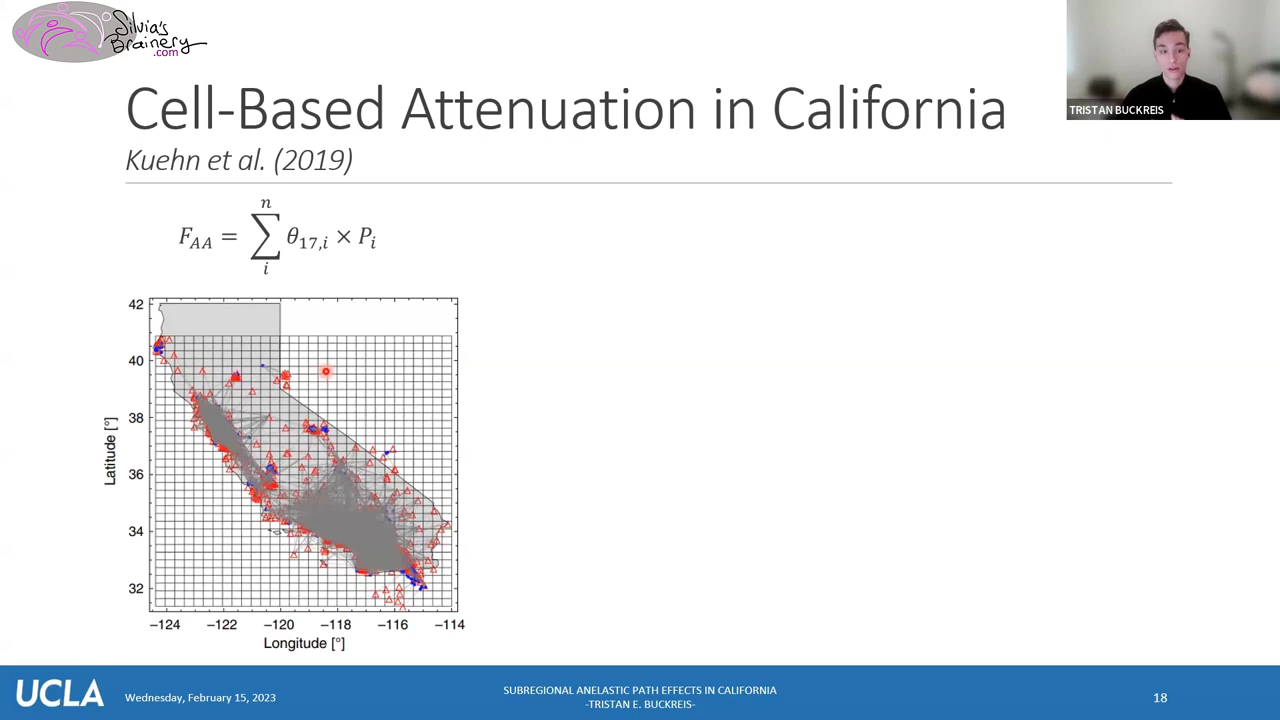 Silvia's
Brainery
.com
TRISTAN BUCKREIS
Cell-Based Attenuation in California
Kuehn et al. (2019)
F_AA = ∑_i^n θ_17,i × P_i
42
40
38
36
34
32
Latitude [°]
−124 −122 −120 −118 −116 −114
Longitude [°]
UCLA
Wednesday, February 15, 2023
SUBREGIONAL ANELASTIC PATH EFFECTS IN CALIFORNIA
-TRISTAN E. BUCKREIS-
18